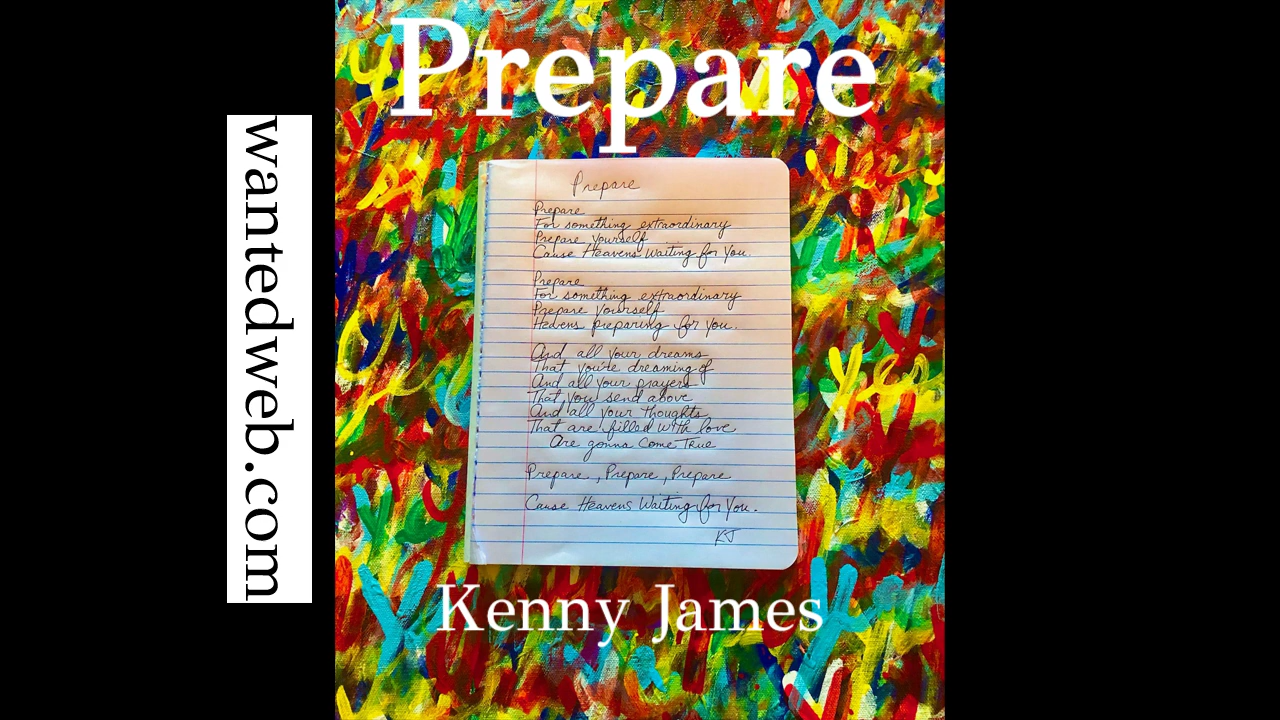 Prepare
wantedweb.com
Prepare
Prepare
For something extraordinary
Prepare yourself
Cause Heavens Waiting for You.
Prepare
For something extraordinary
Prepare yourself
Hevens preparing for You.
And all your dreams
That you're dreaming of
And all your prayers
That you send above
And all your thoughts
That are filled with love
Are gonna Come True
Prepare, Prepare, Prepare
Cause Heavens Waiting for You.
KJ
Kenny James